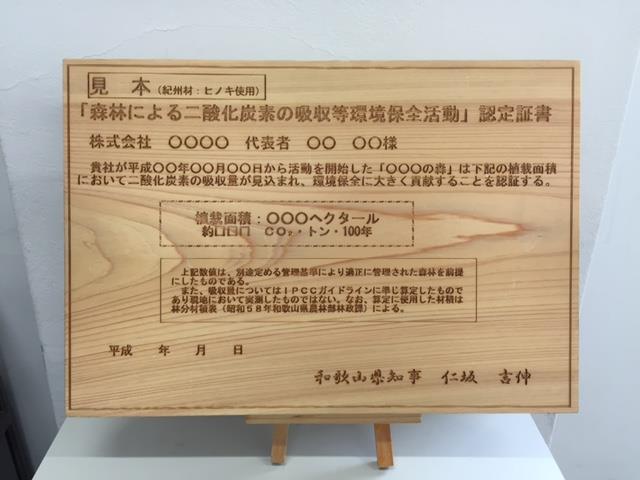 見 本 (紀州材：ヒノキ使用)
「森林による二酸化炭素の吸収等環境保全活動」認定証書
株式会社 〇〇〇〇 代表者 〇〇 〇〇様
貴社が平成〇〇年〇〇月〇〇日から活動を開始した「〇〇〇の森」は下記の植栽面積
において二酸化炭素の吸収量が見込まれ、環境保全に大きく貢献することを認証する。
植栽面積：〇〇〇ヘクタール
約□□□ CO₂・トン・100年
上記数値は、別途定める管理基準により適正に管理された森林を前提
にしたものである。
また、吸収量についてはIPCCガイドラインに準じ算定したもので
あり現地において実測したものではない。なお、算定に使用した材積は
林分材積表（昭和58年和歌山県農林部林政課）による。
平成 年 月 日
和歌山県知事 仁坂 吉伸